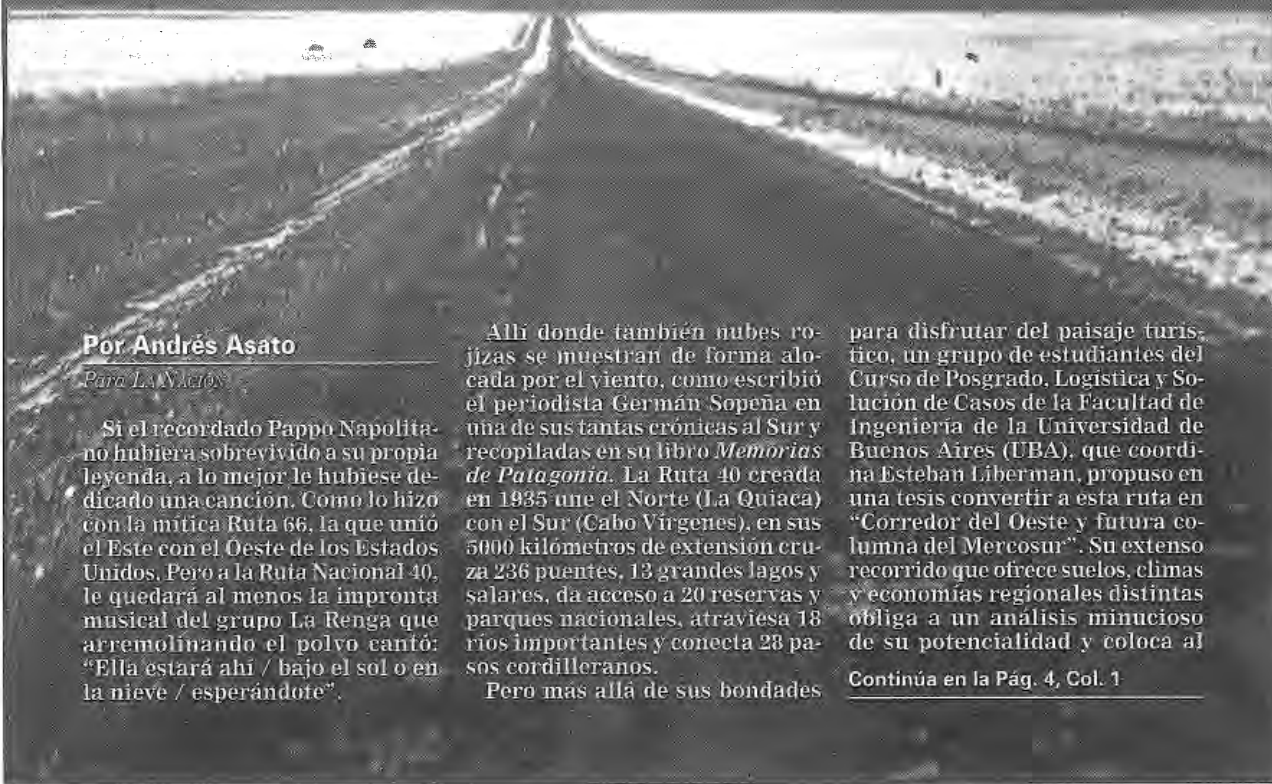 Por Andrés Asato
Para LA NACION
Si el recordado Pappo Napolita-
no hubiera sobrevivido a su propia
leyenda, a lo mejor le hubiese de-
dicado una canción. Como lo hizo
con la mítica Ruta 66, la que unió
el Este con el Oeste de los Estados
Unidos. Pero a la Ruta Nacional 40,
le quedará al menos la impronta
musical del grupo La Renga que
arremolinando el polvo cantó:
“Ella estará ahí / bajo el sol o en
la nieve / esperándote”.
Allí donde también nubes ro-
jizas se muestran de forma alo-
cada por el viento, como escribió
el periodista Germán Sopeña en
una de sus tantas crónicas al Sur y
recopiladas en su libro Memorias
de Patagonia. La Ruta 40 creada
en 1935 une el Norte (La Quiaca)
con el Sur (Cabo Vírgenes), en sus
5000 kilómetros de extensión cru-
za 236 puentes, 13 grandes lagos y
salares, da acceso a 20 reservas y
parques nacionales, atraviesa 18
ríos importantes y conecta 28 pa-
sos cordilleranos.
Pero mas allá de sus bondades
para disfrutar del paisaje turís-
tico, un grupo de estudiantes del
Curso de Posgrado, Logística y So-
lución de Casos de la Facultad de
Ingeniería de la Universidad de
Buenos Aires (UBA), que coordi-
na Esteban Liberman, propuso en
una tesis convertir a esta ruta en
“Corredor del Oeste y futura co-
lumna del Mercosur”. Su extenso
recorrido que ofrece suelos, climas
y economías regionales distintas
obliga a un análisis minucioso
de su potencialidad y coloca al
Continúa en la Pág. 4, Col. 1